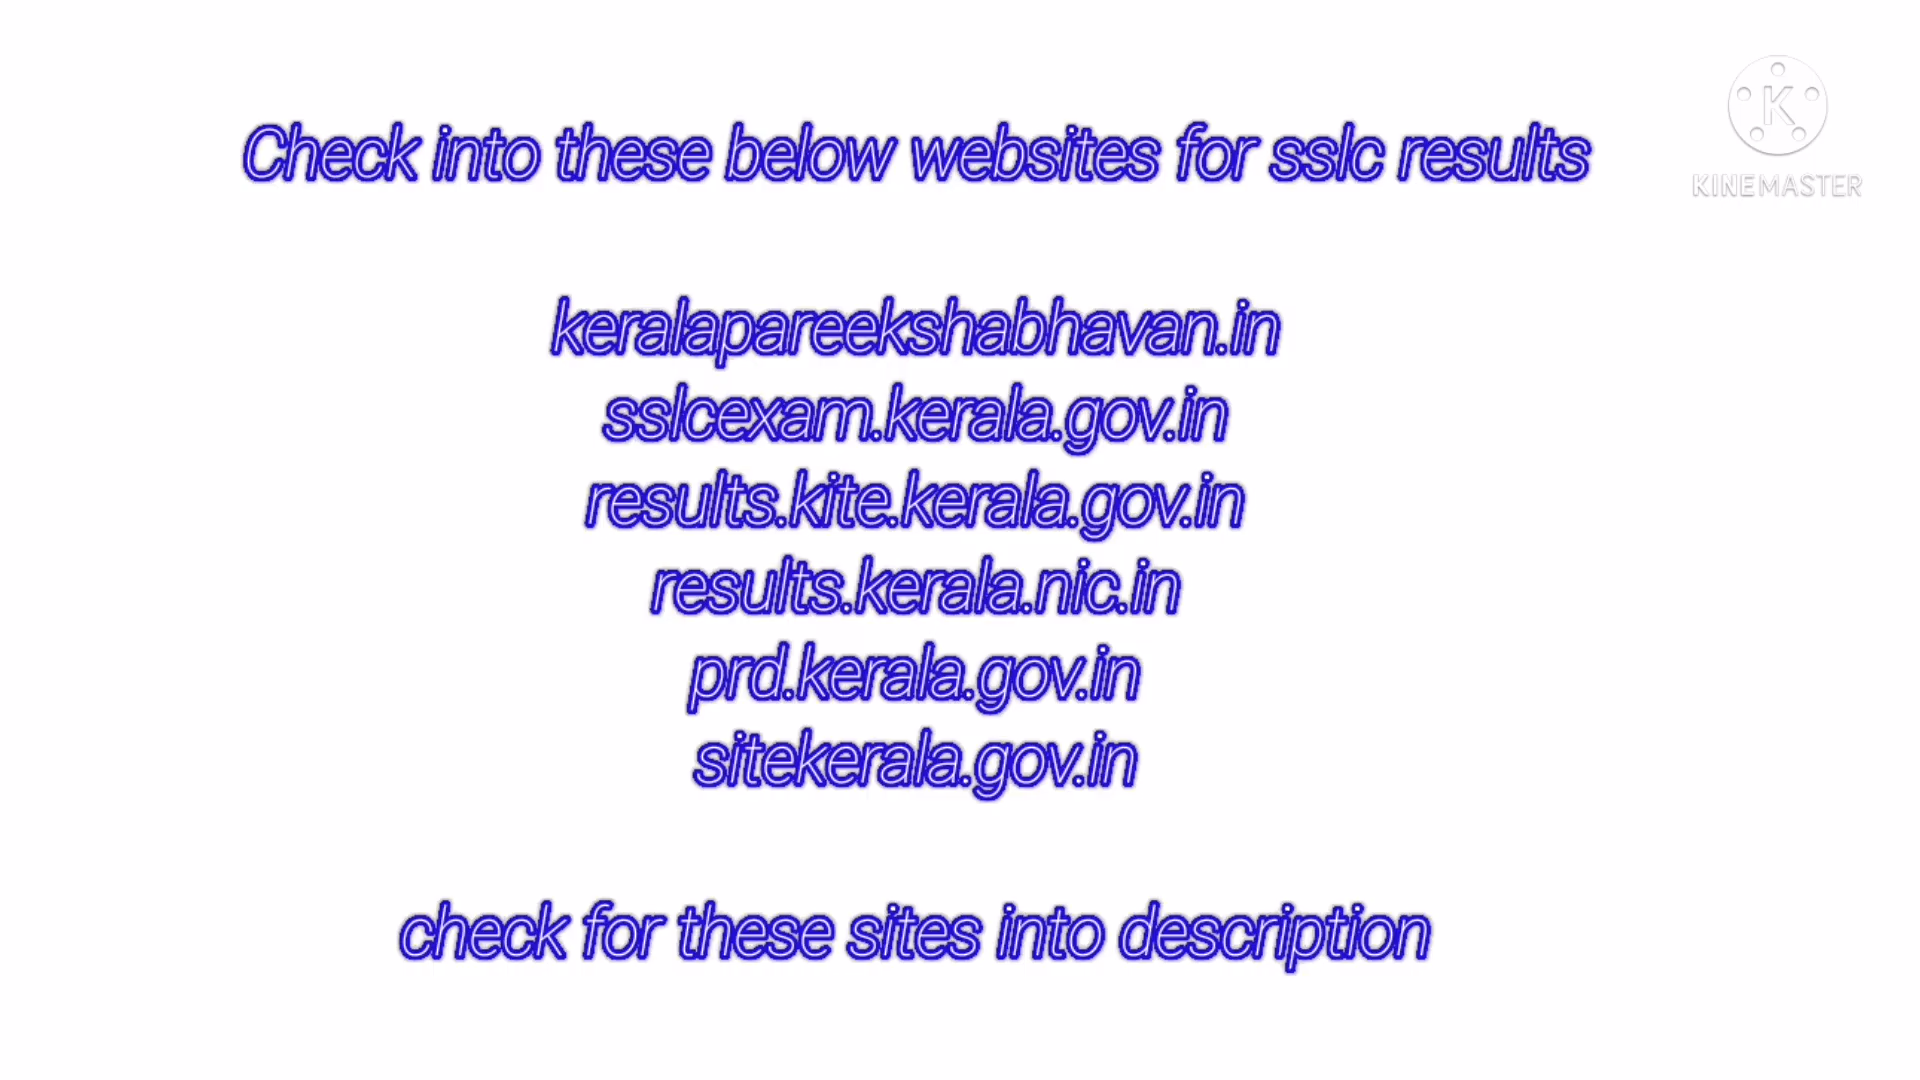 Check into these below websites for sslc results
K
KINEMASTER
keralapareekshabhavan.in
sslcexam.kerala.gov.in
results.kite.kerala.gov.in
results.kerala.nic.in
prd.kerala.gov.in
sitekerala.gov.in
check for these sites into description